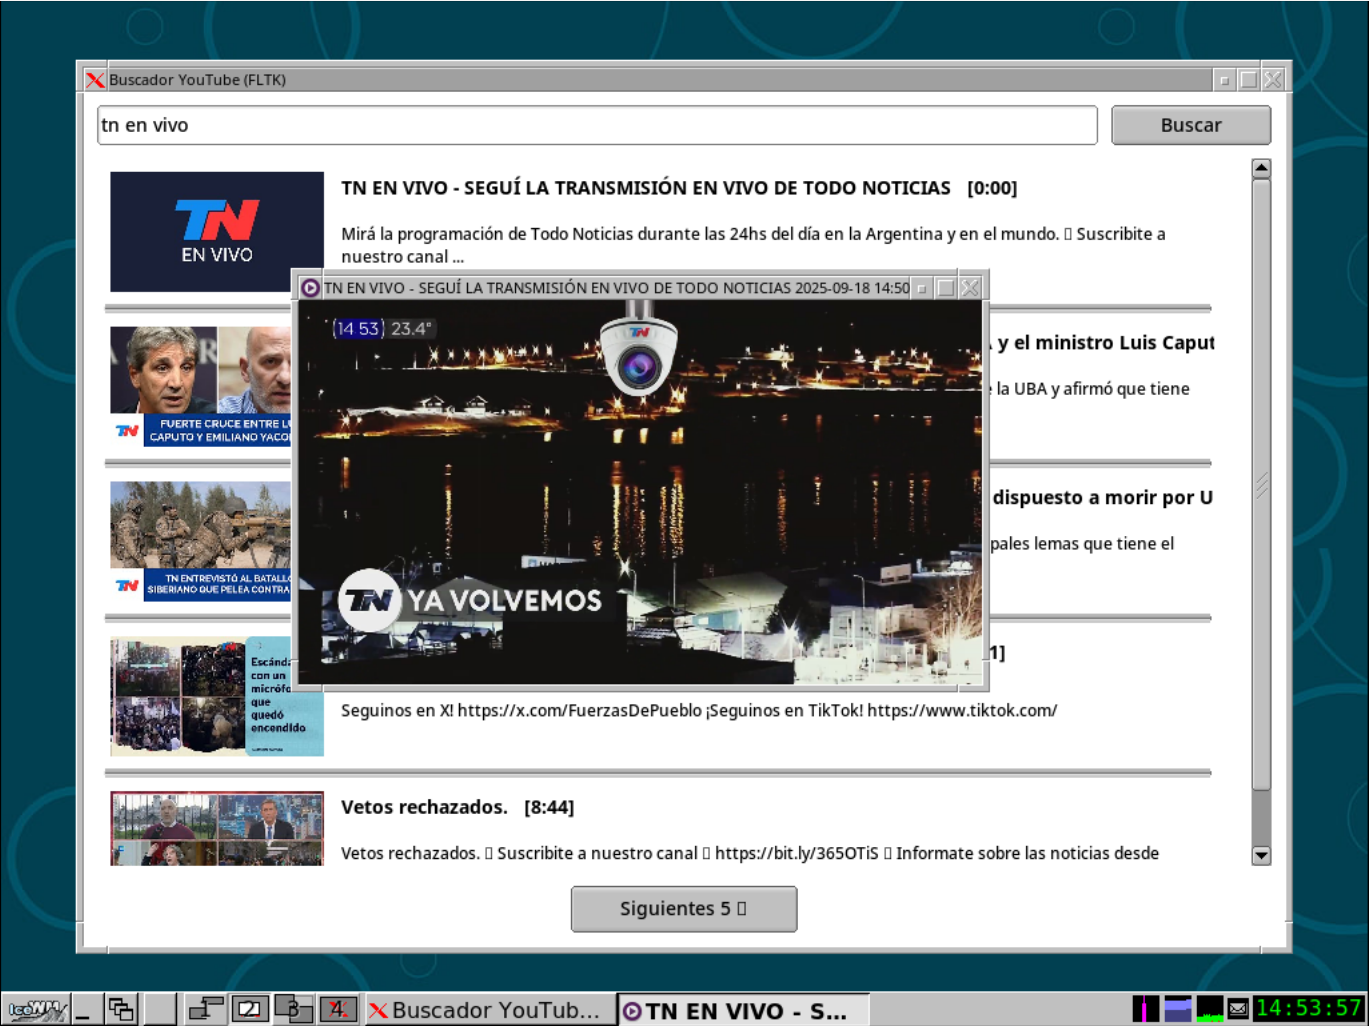 Buscador YouTube (FLTK)
tn en vivo
Buscar
TN
EN VIVO
TN EN VIVO - SEGUÍ LA TRANSMISIÓN EN VIVO DE TODO NOTICIAS [0:00]
Mirá la programación de Todo Noticias durante las 24hs del día en la Argentina y en el mundo. ▯ Suscribite a
nuestro canal ...
TN EN VIVO - SEGUÍ LA TRANSMISIÓN EN VIVO DE TODO NOTICIAS 2025-09-18 14:50
14 53 23.4°
TN
TN YA VOLVEMOS
TN
FUERTE CRUCE ENTRE
CAPUTO Y EMILIANO
y el ministro Luis Caput
la UBA y afirmó que tiene
TN
TN ENTREVISTÓ AL
SIBERIANO QUE PELEA
dispuesto a morir por U
pales lemas que tiene el
con un
que
quedó
encendido
1]
Seguinos en X! https://x.com/FuerzasDePueblo ¡Seguinos en TikTok! https://www.tiktok.com/
Vetos rechazados. [8:44]
Vetos rechazados. ▯ Suscribite a nuestro canal ▯ https://bit.ly/365OTiS ▯ Informate sobre las noticias desde
Siguientes 5 ▯
IceWM
1 2 3 4
Buscador YouTub...
TN EN VIVO - S...
14:53:57